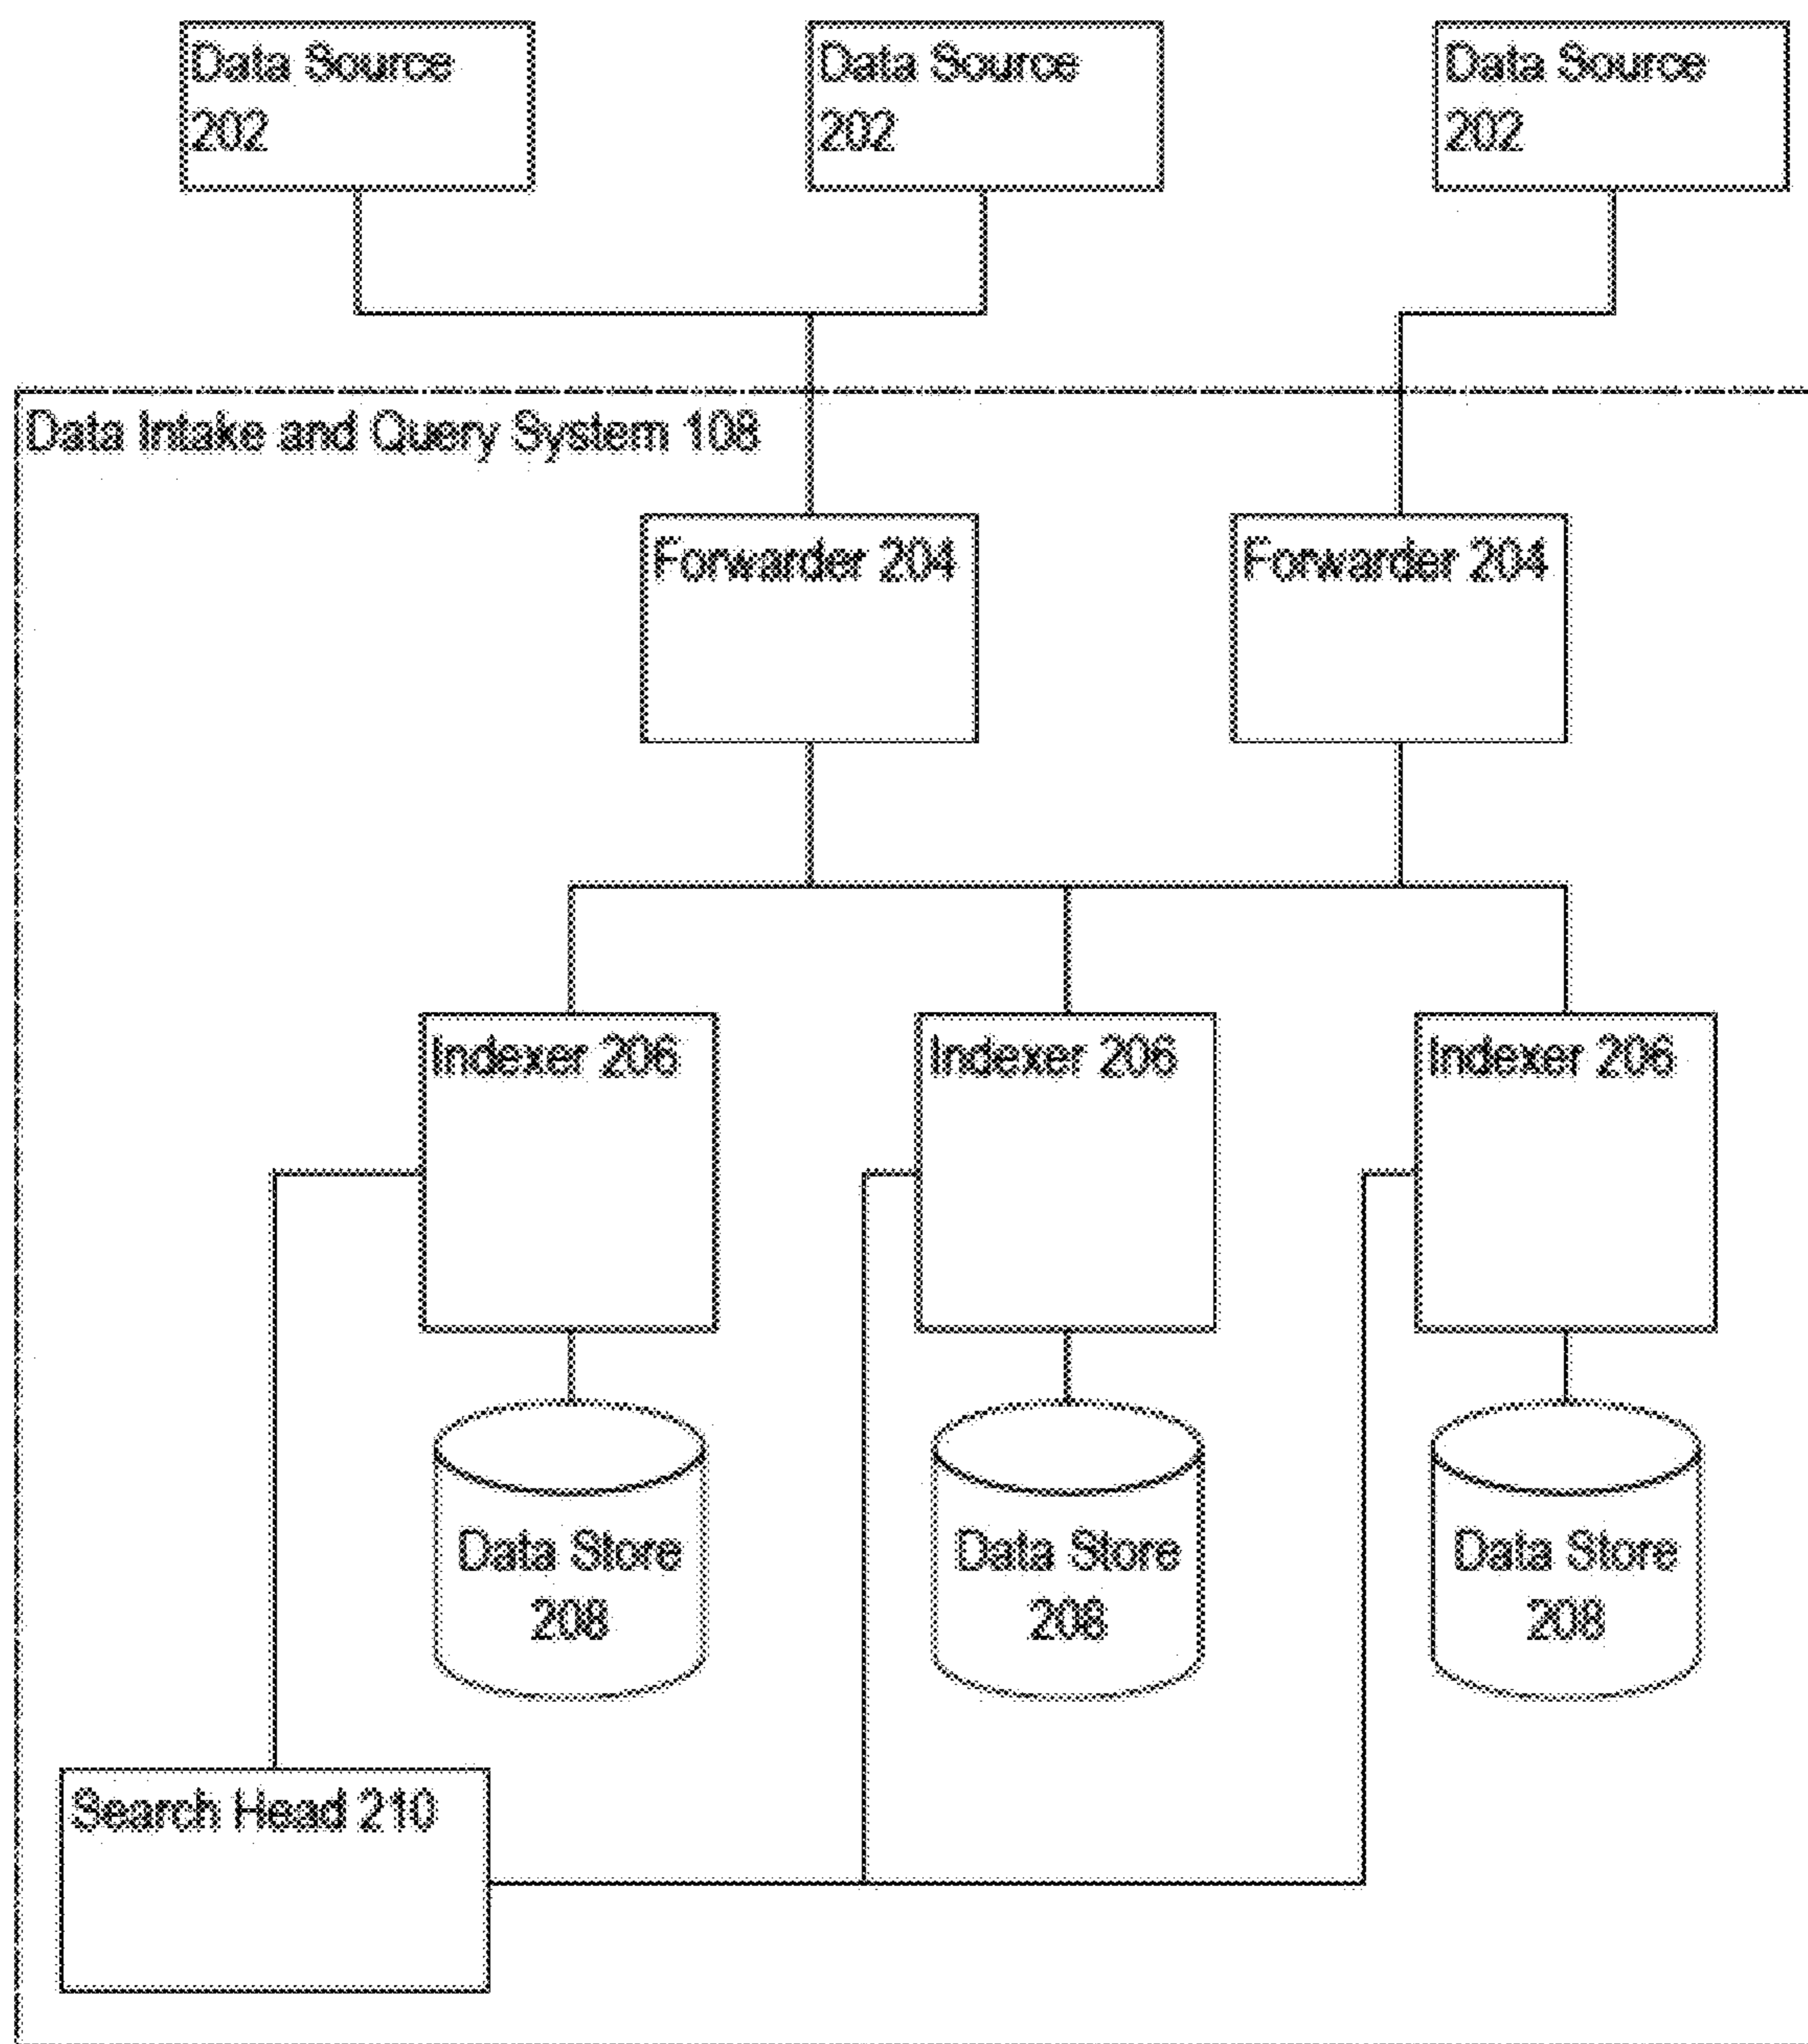 Data Source
202
Data Source
202
Data Source
202
Data Intake and Query System 108
Forwarder 204
Forwarder 204
Indexer 206
Indexer 206
Indexer 206
Data Store
208
Data Store
208
Data Store
208
Search Head 210